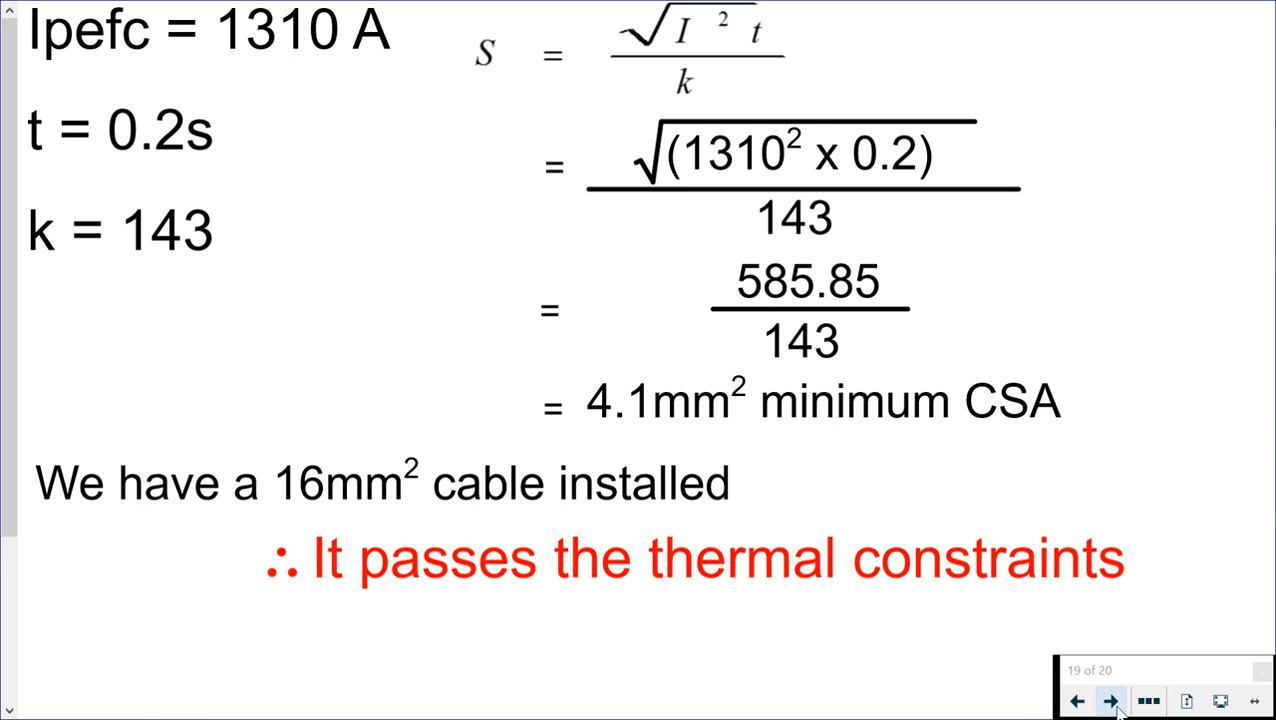 Ipefc = 1310 A
t = 0.2s
k = 143
S = √I ² t
k
= √(1310² x 0.2)
143
= 585.85
143
= 4.1mm² minimum CSA
We have a 16mm² cable installed
∴ It passes the thermal constraints
19 of 20